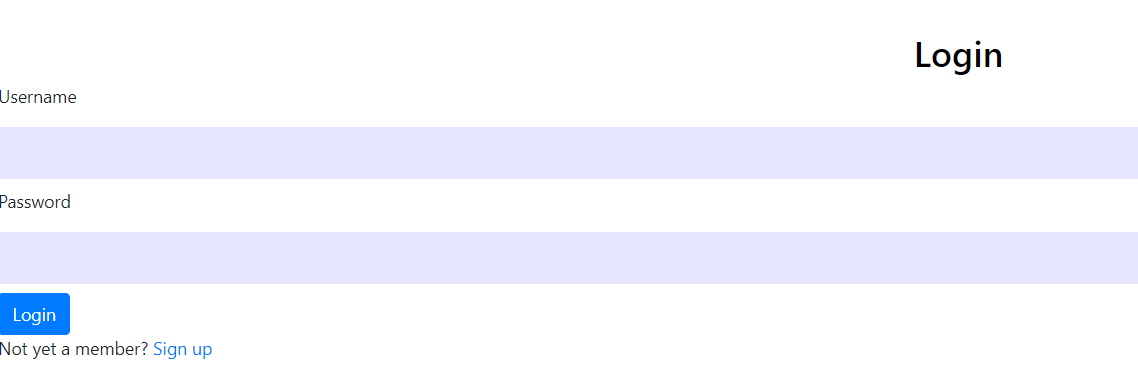 Login
Username
Password
Login
Not yet a member? Sign up